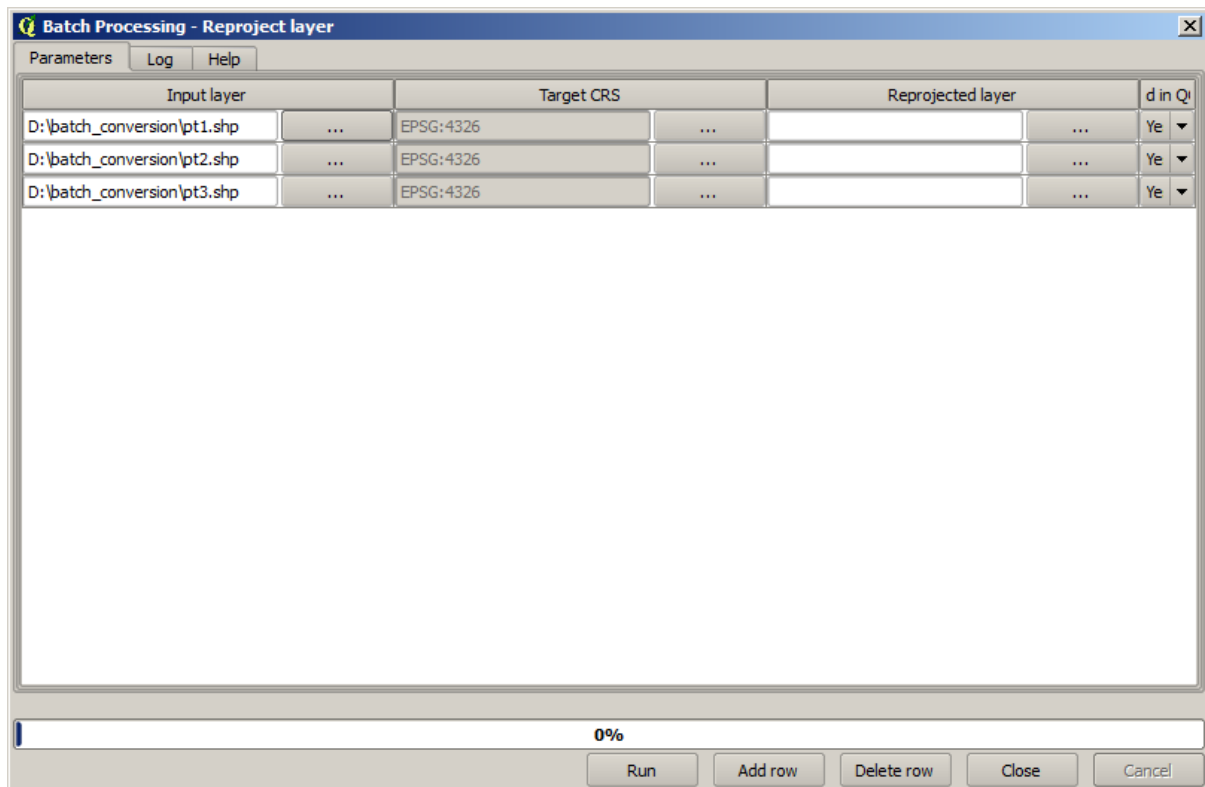 Batch Processing - Reproject layer
Parameters Log Help
Input layer Target CRS Reprojected layer d in Q
D:\batch_conversion\pt1.shp ... EPSG:4326 ... ... Ye
D:\batch_conversion\pt2.shp ... EPSG:4326 ... ... Ye
D:\batch_conversion\pt3.shp ... EPSG:4326 ... ... Ye
0%
Run Add row Delete row Close Cancel